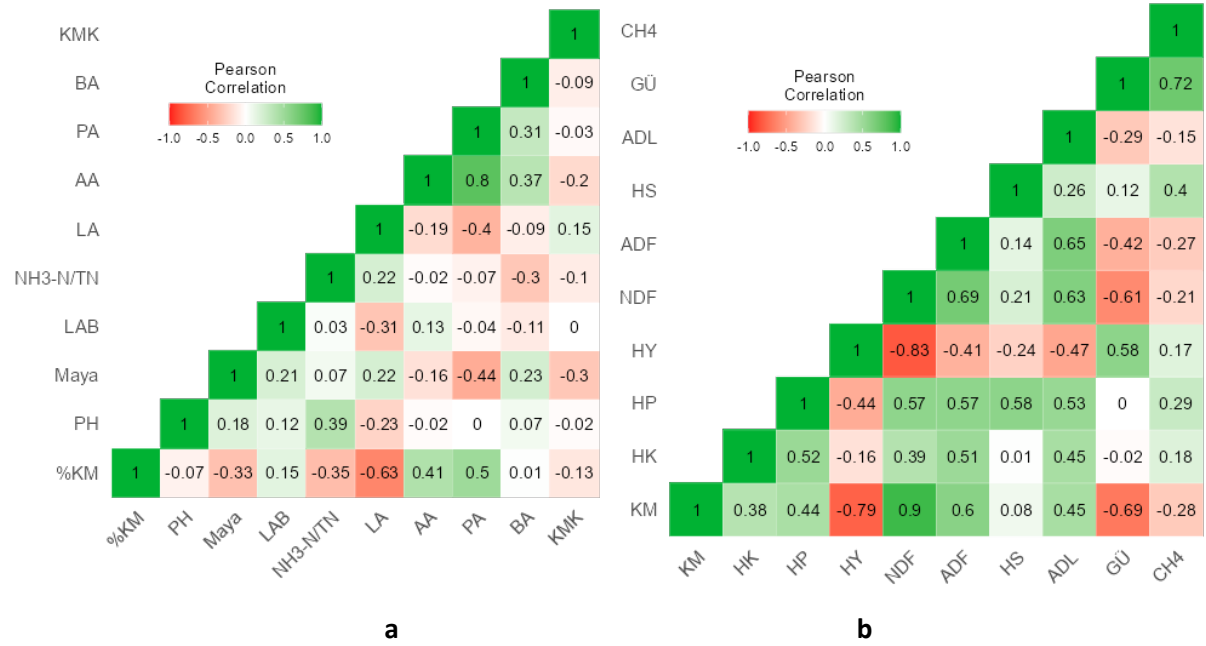 KMK 1
Pearson
Correlation
-1.0 -0.5 0.0 0.5 1.0
BA 1 -0.09
PA 1 0.31 -0.03
AA 1 0.8 0.37 -0.2
LA 1 -0.19 -0.4 -0.09 0.15
NH3-N/TN 1 0.22 -0.02 -0.07 -0.3 -0.1
LAB 1 0.03 -0.31 0.13 -0.04 -0.11 0
Maya 1 0.21 0.07 0.22 -0.16 -0.44 0.23 -0.3
PH 1 0.18 0.12 0.39 -0.23 -0.02 0 0.07 -0.02
%KM 1 -0.07 -0.33 0.15 -0.35 -0.63 0.41 0.5 0.01 -0.13
%KM PH Maya LAB NH3-N/TN LA AA PA BA KMK
a
CH4 1
Pearson
Correlation
-1.0 -0.5 0.0 0.5 1.0
GÜ 1 0.72
ADL 1 -0.29 -0.15
HS 1 0.26 0.12 0.4
ADF 1 0.14 0.65 -0.42 -0.27
NDF 1 0.69 0.21 0.63 -0.61 -0.21
HY 1 -0.83 -0.41 -0.24 -0.47 0.58 0.17
HP 1 -0.44 0.57 0.57 0.58 0.53 0 0.29
HK 1 0.52 -0.16 0.39 0.51 0.01 0.45 -0.02 0.18
KM 1 0.38 0.44 -0.79 0.9 0.6 0.08 0.45 -0.69 -0.28
KM HK HP HY NDF ADF HS ADL GÜ CH4
b